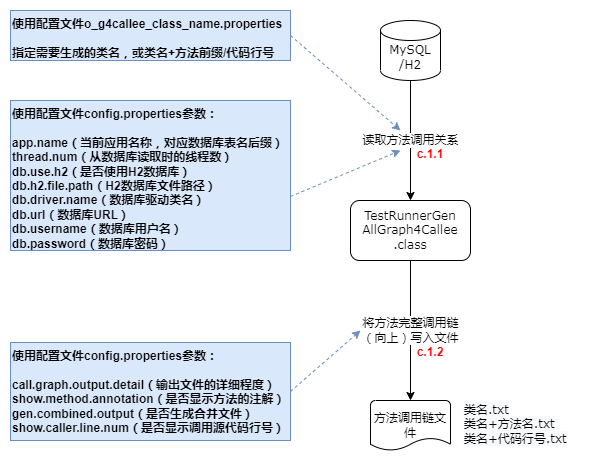 使用配置文件o_g4callee_class_name.properties
指定需要生成的类名，或类名+方法前缀/代码行号
MySQL
/H2
使用配置文件config.properties参数：
app.name（当前应用名称，对应数据库表名后缀）
thread.num（从数据库读取时的线程数）
db.use.h2（是否使用H2数据库）
db.h2.file.path（H2数据库文件路径）
db.driver.name（数据库驱动类名）
db.url（数据库URL）
db.username（数据库用户名）
db.password（数据库密码）
读取方法调用关系
c.1.1
TestRunnerGen
AllGraph4Callee
.class
将方法完整调用链
（向上）写入文件
c.1.2
使用配置文件config.properties参数：
call.graph.output.detail（输出文件的详细程度）
show.method.annotation（是否显示方法的注解）
gen.combined.output（是否生成合并文件）
show.caller.line.num（是否显示调用源代码行号）
方法调用链文
件
类名.txt
类名+方法名.txt
类名+代码行号.txt